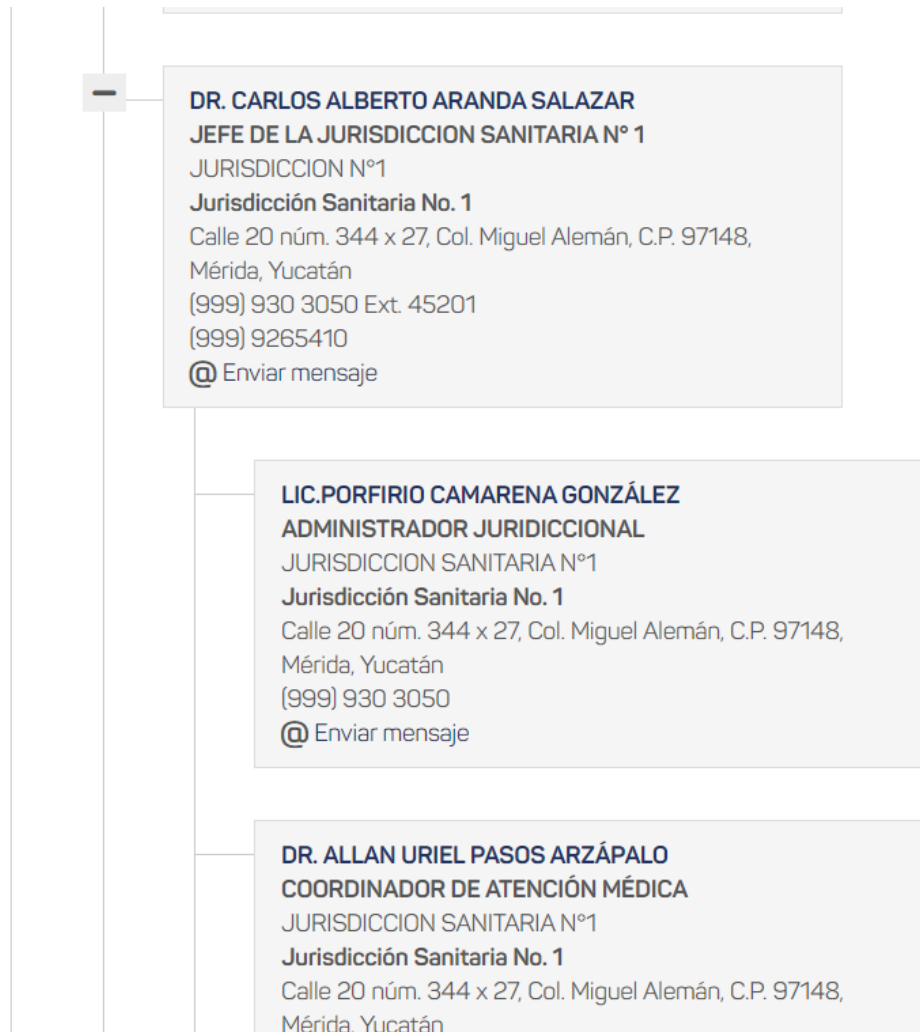 DR. CARLOS ALBERTO ARANDA SALAZAR
JEFE DE LA JURISDICCION SANITARIA N° 1
JURISDICCION N°1
Jurisdicción Sanitaria No. 1
Calle 20 núm. 344 x 27, Col. Miguel Alemán, C.P. 97148,
Mérida, Yucatán
(999) 930 3050 Ext. 45201
(999) 9265410
@ Enviar mensaje
LIC.PORFIRIO CAMARENA GONZÁLEZ
ADMINISTRADOR JURIDICCIONAL
JURISDICCION SANITARIA N°1
Jurisdicción Sanitaria No. 1
Calle 20 núm. 344 x 27, Col. Miguel Alemán, C.P. 97148,
Mérida, Yucatán
(999) 930 3050
@ Enviar mensaje
DR. ALLAN URIEL PASOS ARZÁPALO
COORDINADOR DE ATENCIÓN MÉDICA
JURISDICCION SANITARIA N°1
Jurisdicción Sanitaria No. 1
Calle 20 núm. 344 x 27, Col. Miguel Alemán, C.P. 97148,
Mérida, Yucatán